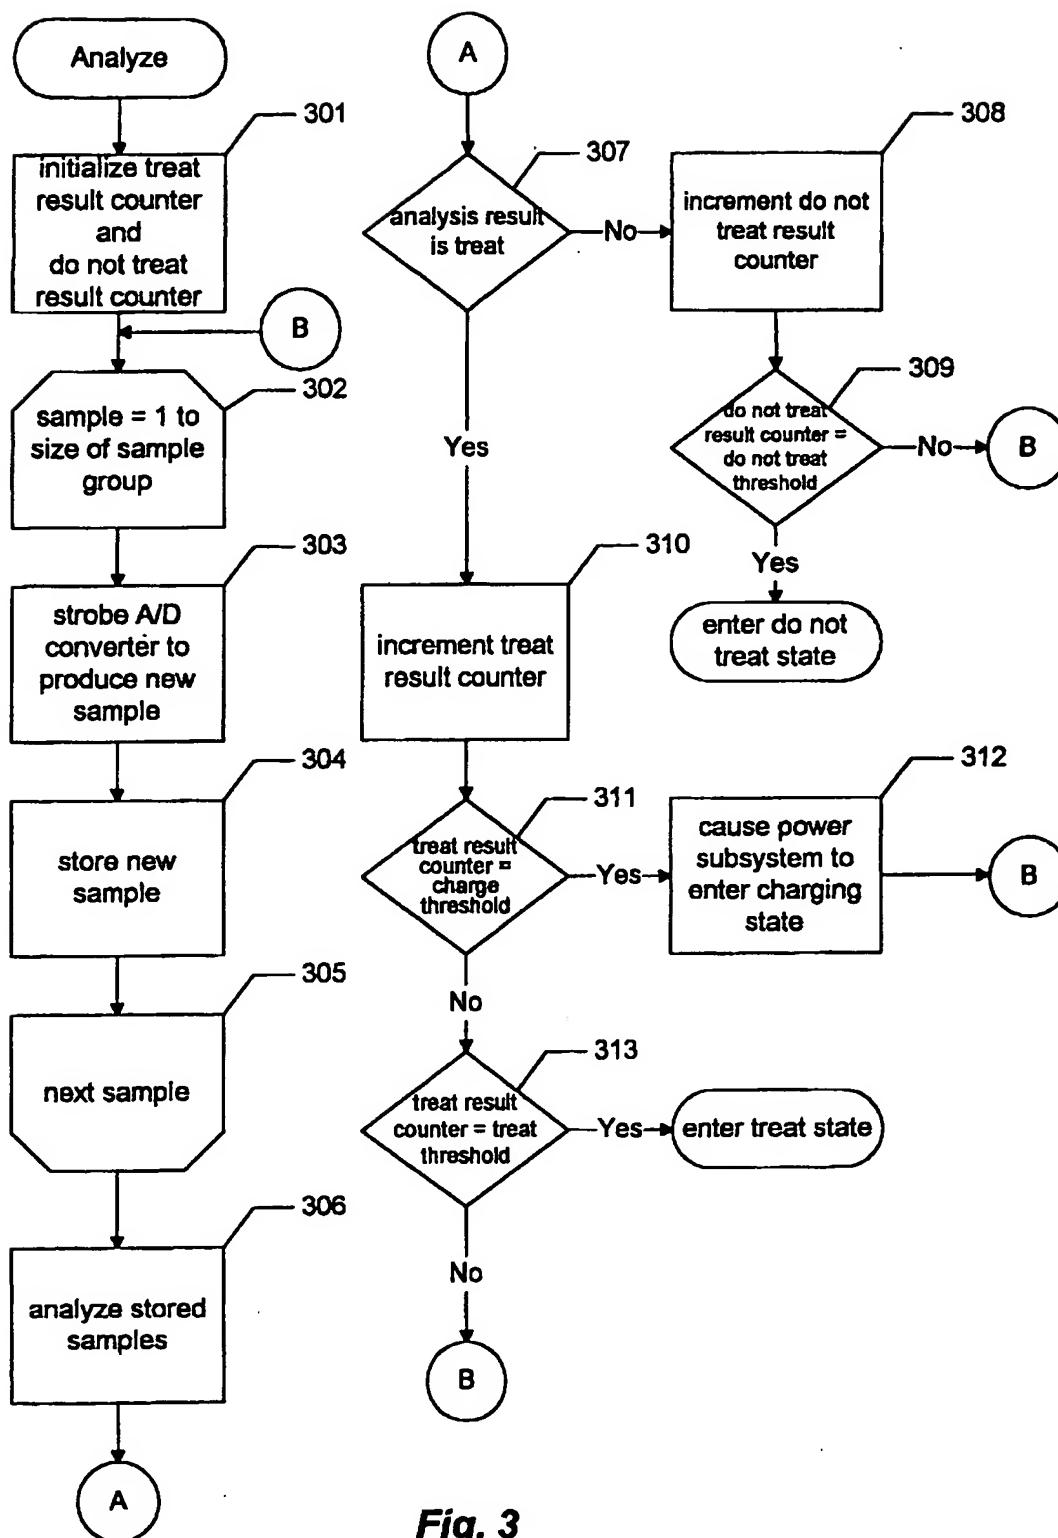 Analyze
301
initialize treat
result counter
and
do not treat
result counter
B
302
sample = 1 to
size of sample
group
303
strobe A/D
converter to
produce new
sample
304
store new
sample
305
next sample
306
analyze stored
samples
A
A
307
analysis result
is treat
No
308
increment do not
treat result
counter
309
do not treat
result counter =
do not treat
threshold
No
B
Yes
enter do not
treat state
Yes
310
increment treat
result counter
311
treat result
counter =
charge
threshold
Yes
312
cause power
subsystem to
enter charging
state
B
No
313
treat result
counter = treat
threshold
Yes
enter treat state
No
B
Fig. 3